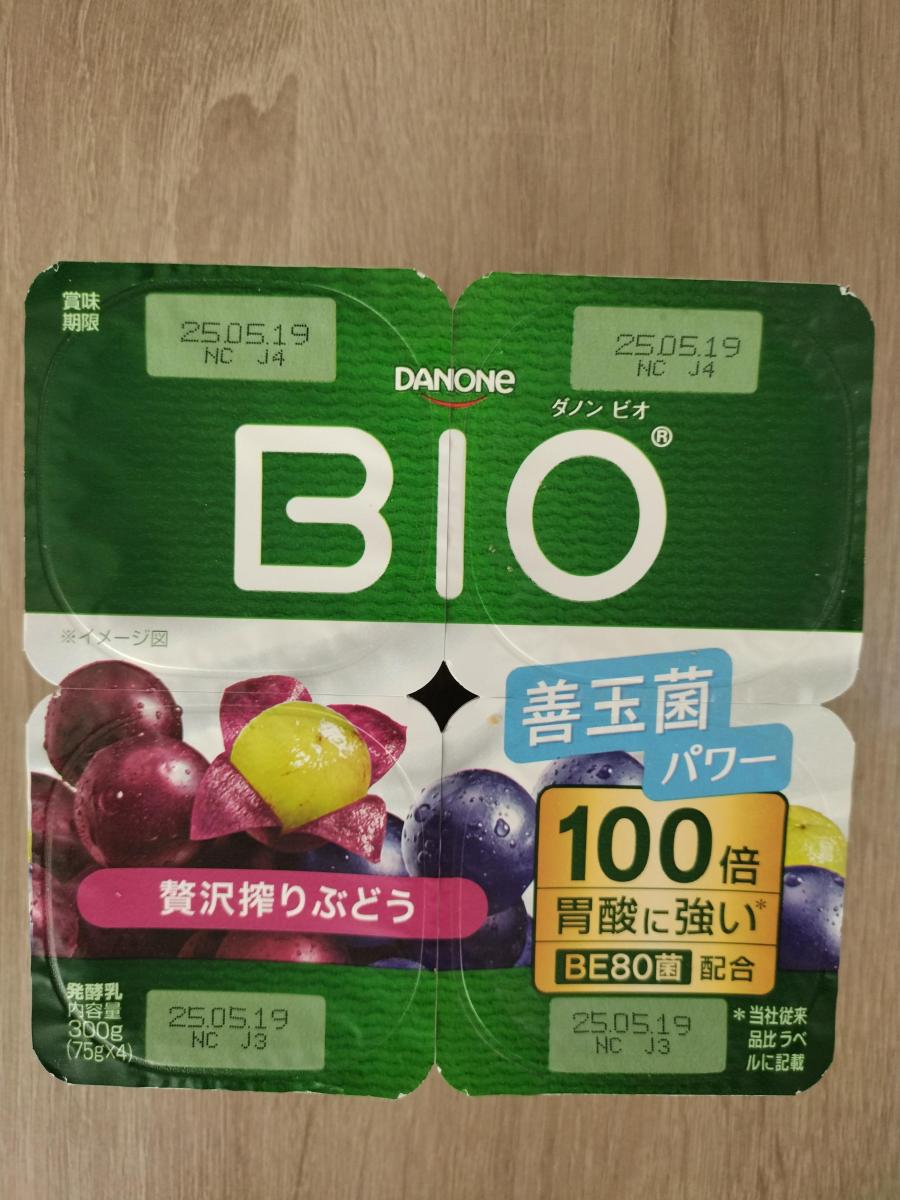 賞味
期限
25.05.19
NC J4
25.05.19
NC J4
DANONE
ダノン ビオ
BIO®
※イメージ図
善玉菌
パワー
100倍
胃酸に強い*
BE80菌 配合
贅沢搾りぶどう
発酵乳
内容量
300g
(75g×4)
25.05.19
NC J3
25.05.19
NC J3
*当社従来
品比 ラベ
ルに記載